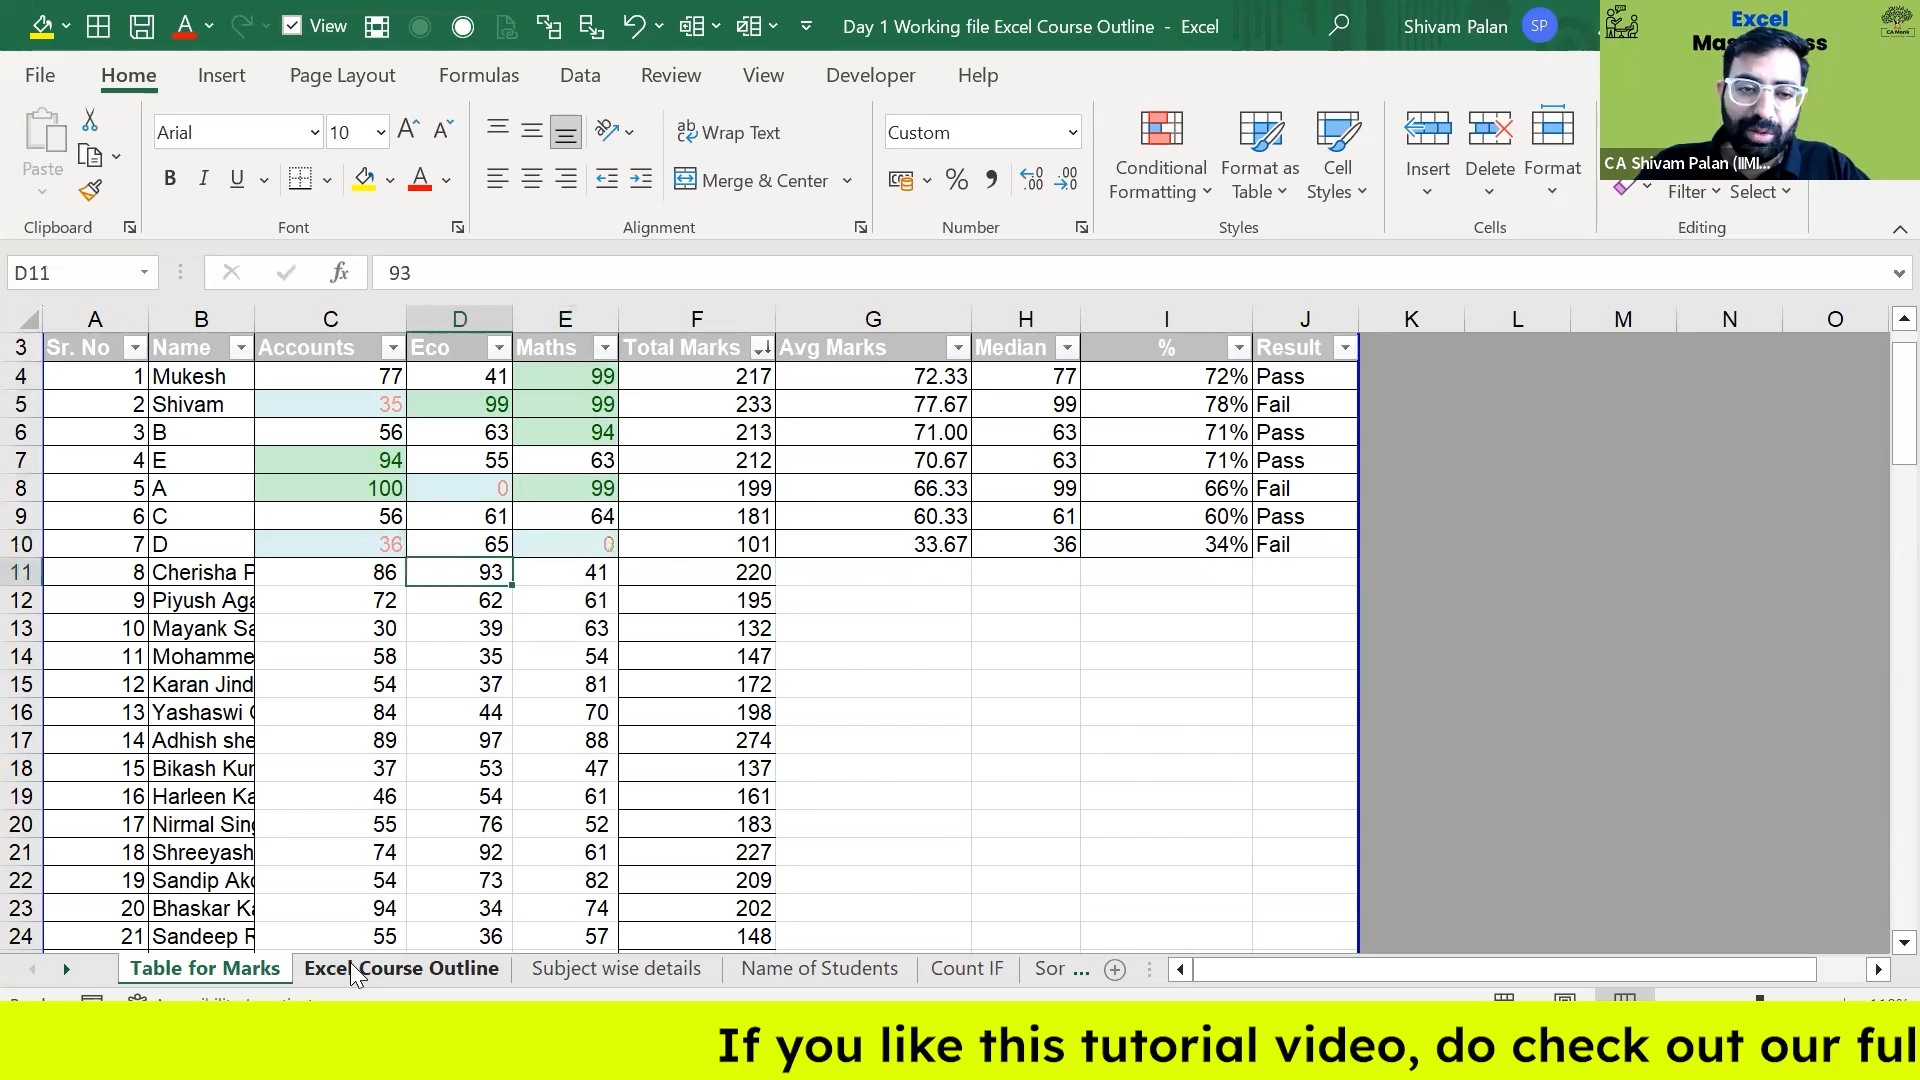 View
Day 1 Working file Excel Course Outline - Excel
Shivam Palan
SP
Excel
CA Monk
CA Shivam Palan (IIMI...
File Home Insert Page Layout Formulas Data Review View Developer Help
Paste
Clipboard
Arial
10
B I U
Font
ab Wrap Text
Merge & Center
Alignment
Custom
% 9
Number
Conditional Formatting
Format as Table
Cell Styles
Styles
Insert
Delete
Format
Cells
Filter
Select
Editing
D11
fx
93
A B C D E F G H I J K L M N O
3 Sr. No Name Accounts Eco Maths Total Marks Avg Marks Median % Result
4 1 Mukesh 77 41 99 217 72.33 77 72% Pass
5 2 Shivam 35 99 99 233 77.67 99 78% Fail
6 3 B 56 63 94 213 71.00 63 71% Pass
7 4 E 94 55 63 212 70.67 63 71% Pass
8 5 A 100 0 99 199 66.33 99 66% Fail
9 6 C 56 61 64 181 60.33 61 60% Pass
10 7 D 36 65 0 101 33.67 36 34% Fail
11 8 Cherisha P 86 93 41 220
12 9 Piyush Aga 72 62 61 195
13 10 Mayank Sa 30 39 63 132
14 11 Mohamme 58 35 54 147
15 12 Karan Jind 54 37 81 172
16 13 Yashaswi 84 44 70 198
17 14 Adhish she 89 97 88 274
18 15 Bikash Kur 37 53 47 137
19 16 Harleen Ka 46 54 61 161
20 17 Nirmal Sing 55 76 52 183
21 18 Shreeyash 74 92 61 227
22 19 Sandip Ako 54 73 82 209
23 20 Bhaskar Ka 94 34 74 202
24 21 Sandeep R 55 36 57 148
Table for Marks Excel Course Outline Subject wise details Name of Students Count IF Sor ...
If you like this tutorial video, do check out our ful